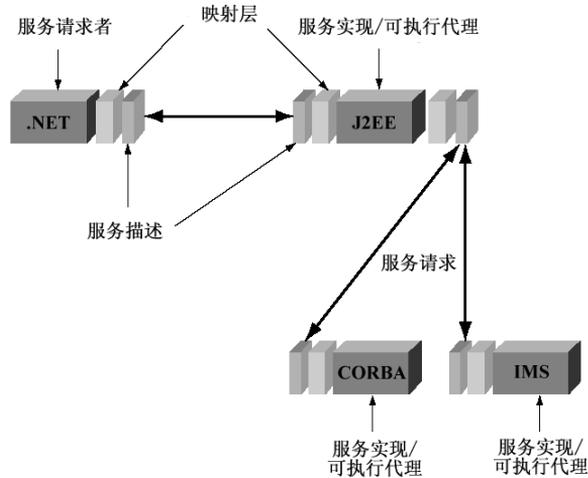 服务请求者
映射层
服务实现/可执行代理
.NET
J2EE
服务描述
服务请求
CORBA
IMS
服务实现/
可执行代理
服务实现/
可执行代理